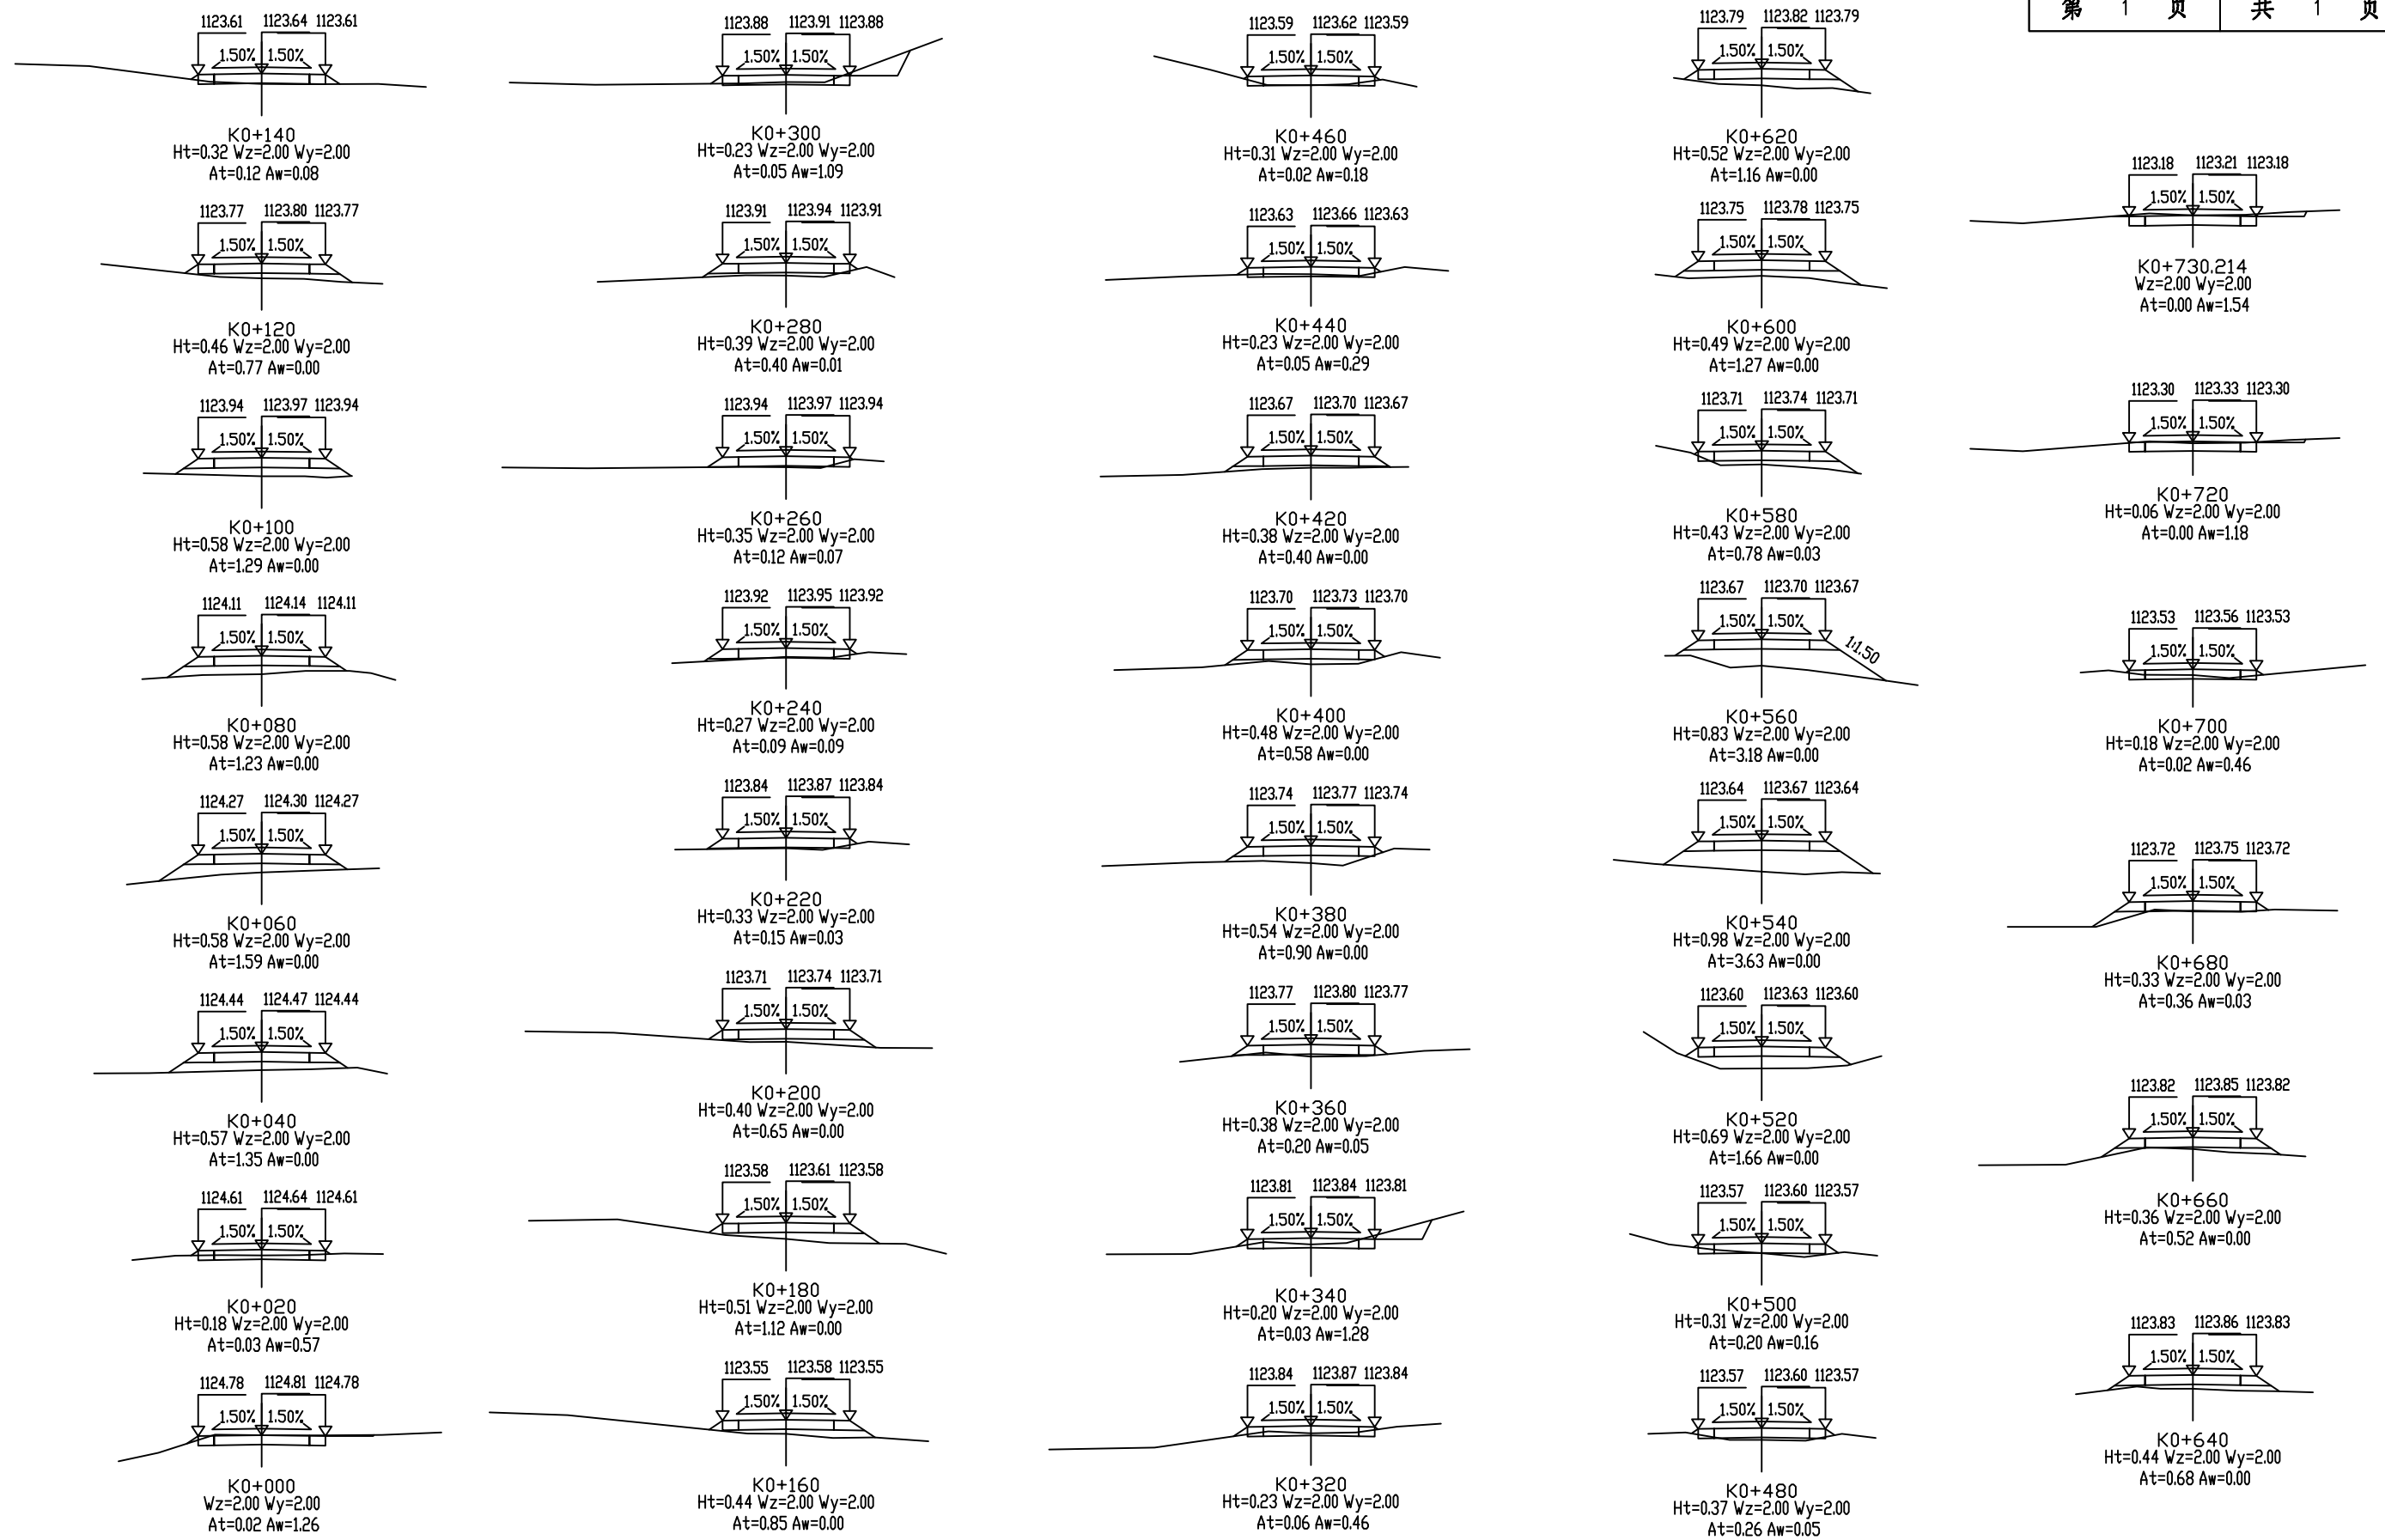 第 1 页 共 1 页
1123.61 1123.64 1123.61
1.50% 1.50%
K0+140
Ht=0.32 Wz=2.00 Wy=2.00
At=0.12 Aw=0.08
1123.77 1123.80 1123.77
1.50% 1.50%
K0+120
Ht=0.46 Wz=2.00 Wy=2.00
At=0.77 Aw=0.00
1123.94 1123.97 1123.94
1.50% 1.50%
K0+100
Ht=0.58 Wz=2.00 Wy=2.00
At=1.29 Aw=0.00
1124.11 1124.14 1124.11
1.50% 1.50%
K0+080
Ht=0.58 Wz=2.00 Wy=2.00
At=1.23 Aw=0.00
1124.27 1124.30 1124.27
1.50% 1.50%
K0+060
Ht=0.58 Wz=2.00 Wy=2.00
At=1.59 Aw=0.00
1124.44 1124.47 1124.44
1.50% 1.50%
K0+040
Ht=0.57 Wz=2.00 Wy=2.00
At=1.35 Aw=0.00
1124.61 1124.64 1124.61
1.50% 1.50%
K0+020
Ht=0.18 Wz=2.00 Wy=2.00
At=0.03 Aw=0.57
1124.78 1124.81 1124.78
1.50% 1.50%
K0+000
Wz=2.00 Wy=2.00
At=0.02 Aw=1.26
1123.88 1123.91 1123.88
1.50% 1.50%
K0+300
Ht=0.23 Wz=2.00 Wy=2.00
At=0.05 Aw=1.09
1123.91 1123.94 1123.91
1.50% 1.50%
K0+280
Ht=0.39 Wz=2.00 Wy=2.00
At=0.40 Aw=0.01
1123.94 1123.97 1123.94
1.50% 1.50%
K0+260
Ht=0.35 Wz=2.00 Wy=2.00
At=0.12 Aw=0.07
1123.92 1123.95 1123.92
1.50% 1.50%
K0+240
Ht=0.27 Wz=2.00 Wy=2.00
At=0.09 Aw=0.09
1123.84 1123.87 1123.84
1.50% 1.50%
K0+220
Ht=0.33 Wz=2.00 Wy=2.00
At=0.15 Aw=0.03
1123.71 1123.74 1123.71
1.50% 1.50%
K0+200
Ht=0.40 Wz=2.00 Wy=2.00
At=0.65 Aw=0.00
1123.58 1123.61 1123.58
1.50% 1.50%
K0+180
Ht=0.51 Wz=2.00 Wy=2.00
At=1.12 Aw=0.00
1123.55 1123.58 1123.55
1.50% 1.50%
K0+160
Ht=0.44 Wz=2.00 Wy=2.00
At=0.85 Aw=0.00
1123.59 1123.62 1123.59
1.50% 1.50%
K0+460
Ht=0.31 Wz=2.00 Wy=2.00
At=0.02 Aw=0.18
1123.63 1123.66 1123.63
1.50% 1.50%
K0+440
Ht=0.23 Wz=2.00 Wy=2.00
At=0.05 Aw=0.29
1123.67 1123.70 1123.67
1.50% 1.50%
K0+420
Ht=0.38 Wz=2.00 Wy=2.00
At=0.40 Aw=0.00
1123.70 1123.73 1123.70
1.50% 1.50%
K0+400
Ht=0.48 Wz=2.00 Wy=2.00
At=0.58 Aw=0.00
1123.74 1123.77 1123.74
1.50% 1.50%
K0+380
Ht=0.54 Wz=2.00 Wy=2.00
At=0.90 Aw=0.00
1123.77 1123.80 1123.77
1.50% 1.50%
K0+360
Ht=0.38 Wz=2.00 Wy=2.00
At=0.20 Aw=0.05
1123.81 1123.84 1123.81
1.50% 1.50%
K0+340
Ht=0.20 Wz=2.00 Wy=2.00
At=0.03 Aw=1.28
1123.84 1123.87 1123.84
1.50% 1.50%
K0+320
Ht=0.23 Wz=2.00 Wy=2.00
At=0.06 Aw=0.46
1123.79 1123.82 1123.79
1.50% 1.50%
K0+620
Ht=0.52 Wz=2.00 Wy=2.00
At=1.16 Aw=0.00
1123.75 1123.78 1123.75
1.50% 1.50%
K0+600
Ht=0.49 Wz=2.00 Wy=2.00
At=1.27 Aw=0.00
1123.71 1123.74 1123.71
1.50% 1.50%
K0+580
Ht=0.43 Wz=2.00 Wy=2.00
At=0.78 Aw=0.03
1123.67 1123.70 1123.67
1.50% 1.50%
1:1.50
K0+560
Ht=0.83 Wz=2.00 Wy=2.00
At=3.18 Aw=0.00
1123.64 1123.67 1123.64
1.50% 1.50%
K0+540
Ht=0.98 Wz=2.00 Wy=2.00
At=3.63 Aw=0.00
1123.60 1123.63 1123.60
1.50% 1.50%
K0+520
Ht=0.69 Wz=2.00 Wy=2.00
At=1.66 Aw=0.00
1123.57 1123.60 1123.57
1.50% 1.50%
K0+500
Ht=0.31 Wz=2.00 Wy=2.00
At=0.20 Aw=0.16
1123.57 1123.60 1123.57
1.50% 1.50%
K0+480
Ht=0.37 Wz=2.00 Wy=2.00
At=0.26 Aw=0.05
1123.18 1123.21 1123.18
1.50% 1.50%
K0+730.214
Wz=2.00 Wy=2.00
At=0.00 Aw=1.54
1123.30 1123.33 1123.30
1.50% 1.50%
K0+720
Ht=0.06 Wz=2.00 Wy=2.00
At=0.00 Aw=1.18
1123.53 1123.56 1123.53
1.50% 1.50%
K0+700
Ht=0.18 Wz=2.00 Wy=2.00
At=0.02 Aw=0.46
1123.72 1123.75 1123.72
1.50% 1.50%
K0+680
Ht=0.33 Wz=2.00 Wy=2.00
At=0.36 Aw=0.03
1123.82 1123.85 1123.82
1.50% 1.50%
K0+660
Ht=0.36 Wz=2.00 Wy=2.00
At=0.52 Aw=0.00
1123.83 1123.86 1123.83
1.50% 1.50%
K0+640
Ht=0.44 Wz=2.00 Wy=2.00
At=0.68 Aw=0.00